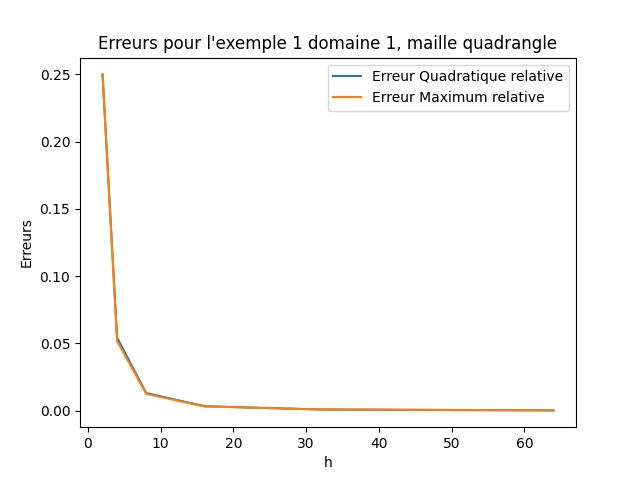 Erreurs pour l'exemple 1 domaine 1, maille quadrangle
Erreur Quadratique relative
Erreur Maximum relative
Erreurs
0.25
0.20
0.15
0.10
0.05
0.00
0 10 20 30 40 50 60
h